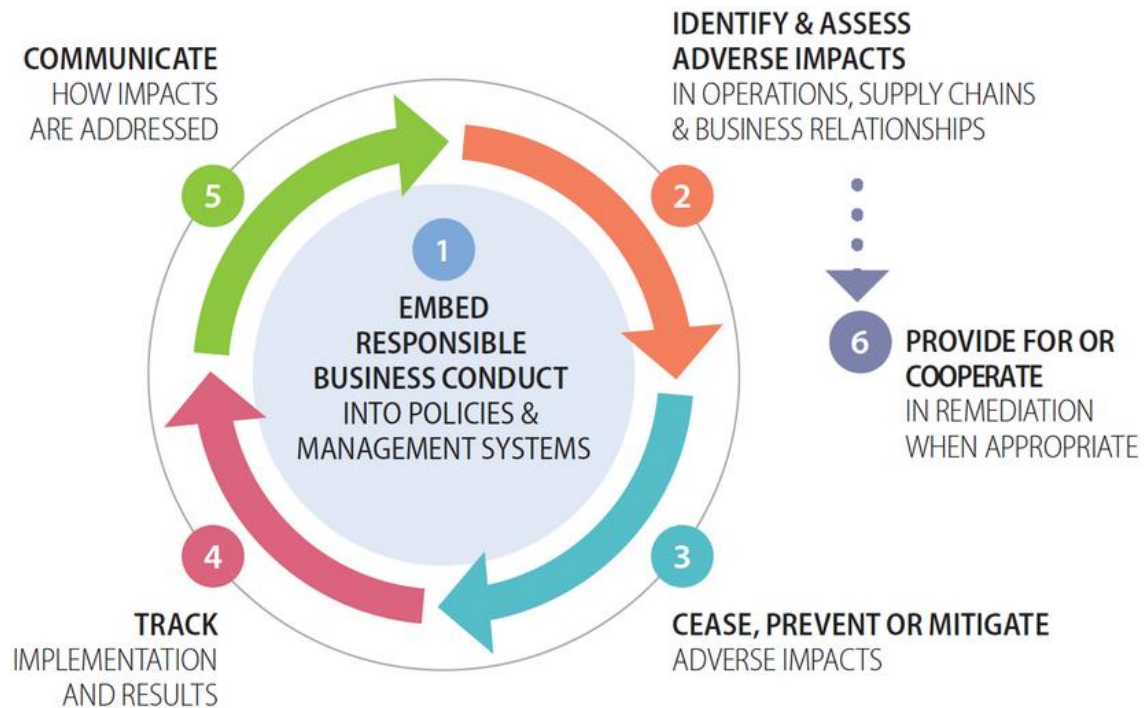 1
EMBED
RESPONSIBLE
BUSINESS CONDUCT
INTO POLICIES &
MANAGEMENT SYSTEMS
2
IDENTIFY & ASSESS
ADVERSE IMPACTS
IN OPERATIONS, SUPPLY CHAINS
& BUSINESS RELATIONSHIPS
3
CEASE, PREVENT OR MITIGATE
ADVERSE IMPACTS
4
TRACK
IMPLEMENTATION
AND RESULTS
5
COMMUNICATE
HOW IMPACTS
ARE ADDRESSED
6
PROVIDE FOR OR
COOPERATE
IN REMEDIATION
WHEN APPROPRIATE